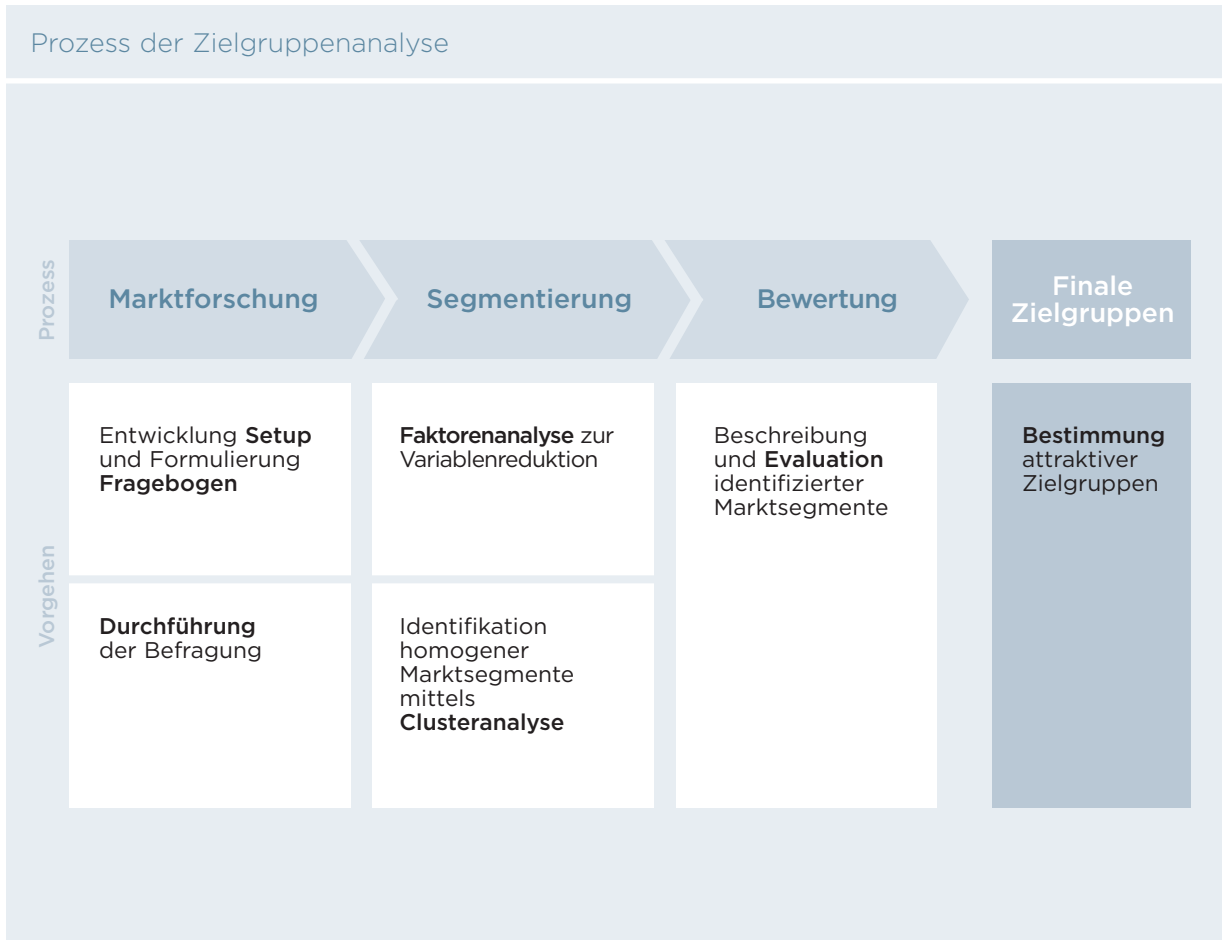 Prozess der Zielgruppenanalyse
Prozess
Marktforschung
Segmentierung
Bewertung
Finale
Zielgruppen
Vorgehen
Entwicklung Setup
und Formulierung
Fragebogen
Durchführung
der Befragung
Faktorenanalyse zur
Variablenreduktion
Identifikation
homogener
Marktsegmente
mittels
Clusteranalyse
Beschreibung
und Evaluation
identifizierter
Marktsegmente
Bestimmung
attraktiver
Zielgruppen